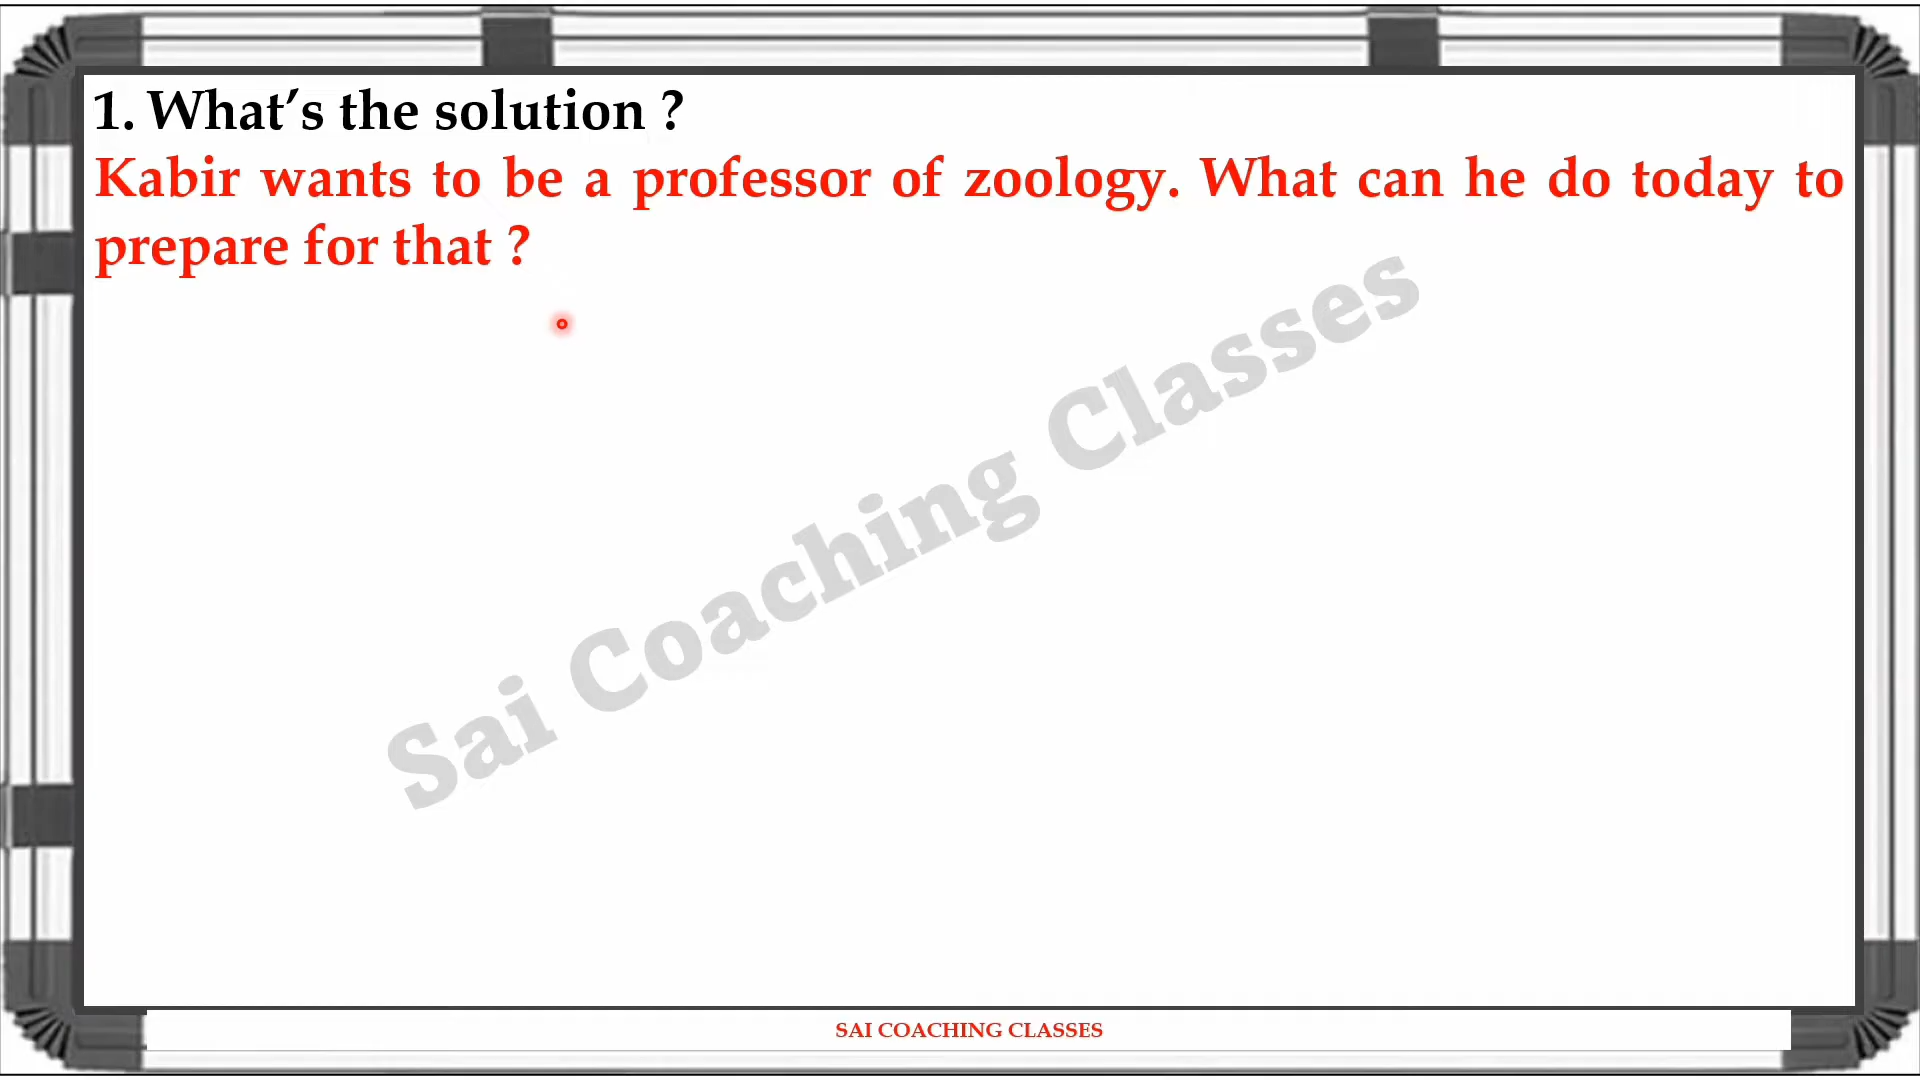 1. What’s the solution ?
Kabir wants to be a professor of zoology. What can he do today to
prepare for that ?
Sai Coaching Classes
SAI COACHING CLASSES